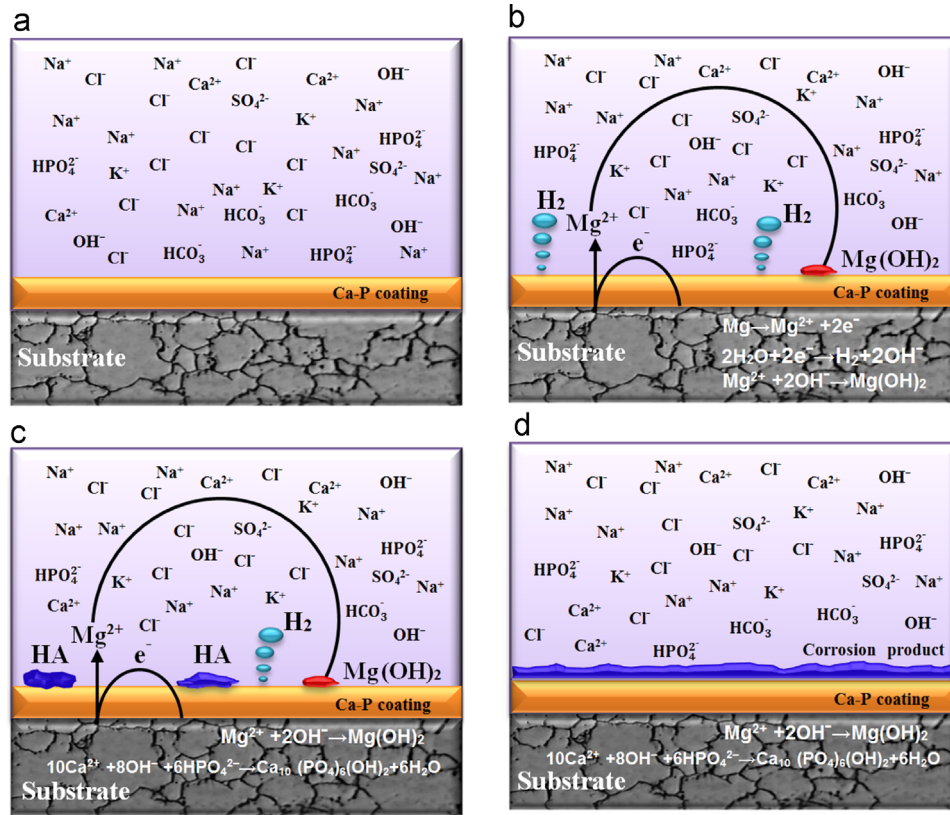 a
Na⁺ Na⁺ Cl⁻
Cl⁻ Ca²⁺ Ca²⁺ OH⁻
Cl⁻ SO₄²⁻ Na⁺
Na⁺ Na⁺ Cl⁻ Cl⁻ K⁺ HPO₄²⁻
HPO₄²⁻ K⁺ Cl⁻ Cl⁻ Na⁺ SO₄²⁻ Na⁺
Ca²⁺ Cl⁻ Na⁺ Na⁺ K⁺ HCO₃⁻
OH⁻ HCO₃⁻ Cl⁻ OH⁻
Cl⁻ HCO₃⁻ Na⁺ HPO₄²⁻ Na⁺
Ca-P coating
Substrate
b
Na⁺ Na⁺ Cl⁻
Cl⁻ Cl⁻ Ca²⁺ Ca²⁺ OH⁻
K⁺ Na⁺
Na⁺ Na⁺ Cl⁻ SO₄²⁻
HPO₄²⁻ OH⁻ Cl⁻ HPO₄²⁻
K⁺ Cl⁻ Cl⁻ Na⁺ SO₄²⁻
Na⁺ Na⁺ K⁺ Na⁺
H₂ Mg²⁺ Cl⁻ HCO₃⁻ H₂ HCO₃⁻ OH⁻
e⁻ HPO₄²⁻ Mg(OH)₂
Ca-P coating
Mg→Mg²⁺ +2e⁻
Substrate
2H₂O+2e⁻→H₂+2OH⁻
Mg²⁺ +2OH⁻→Mg(OH)₂
c
Na⁺ Na⁺ Cl⁻
Cl⁻ Cl⁻ Ca²⁺ Ca²⁺ OH⁻
K⁺ Na⁺
Na⁺ Na⁺ Cl⁻ SO₄²⁻
OH⁻ Cl⁻ Na⁺ HPO₄²⁻
HPO₄²⁻ K⁺ Cl⁻ SO₄²⁻ Na⁺
Ca²⁺ Na⁺ Na⁺ K⁺ HCO₃⁻
Mg²⁺ Cl⁻ H₂ OH⁻
HA e⁻ HA Mg(OH)₂
Ca-P coating
Mg²⁺ +2OH⁻→Mg(OH)₂
10Ca²⁺ +8OH⁻ +6HPO₄²⁻→Ca₁₀ (PO₄)₆(OH)₂+6H₂O
Substrate
d
Na⁺ Na⁺ Cl⁻
Cl⁻ Cl⁻ Ca²⁺ Ca²⁺ OH⁻
Na⁺ Na⁺ Cl⁻ SO₄²⁻ K⁺ Na⁺
OH⁻ Cl⁻ Cl⁻ Na⁺ HPO₄²⁻
HPO₄²⁻ K⁺ Cl⁻ Na⁺ SO₄²⁻ Na⁺
Ca²⁺ Cl⁻ Na⁺ K⁺ HCO₃⁻
Cl⁻ Ca²⁺ HPO₄²⁻ HCO₃⁻ OH⁻
Corrosion product
Ca-P coating
Mg²⁺ +2OH⁻→Mg(OH)₂
10Ca²⁺ +8OH⁻ +6HPO₄²⁻→Ca₁₀ (PO₄)₆(OH)₂+6H₂O
Substrate